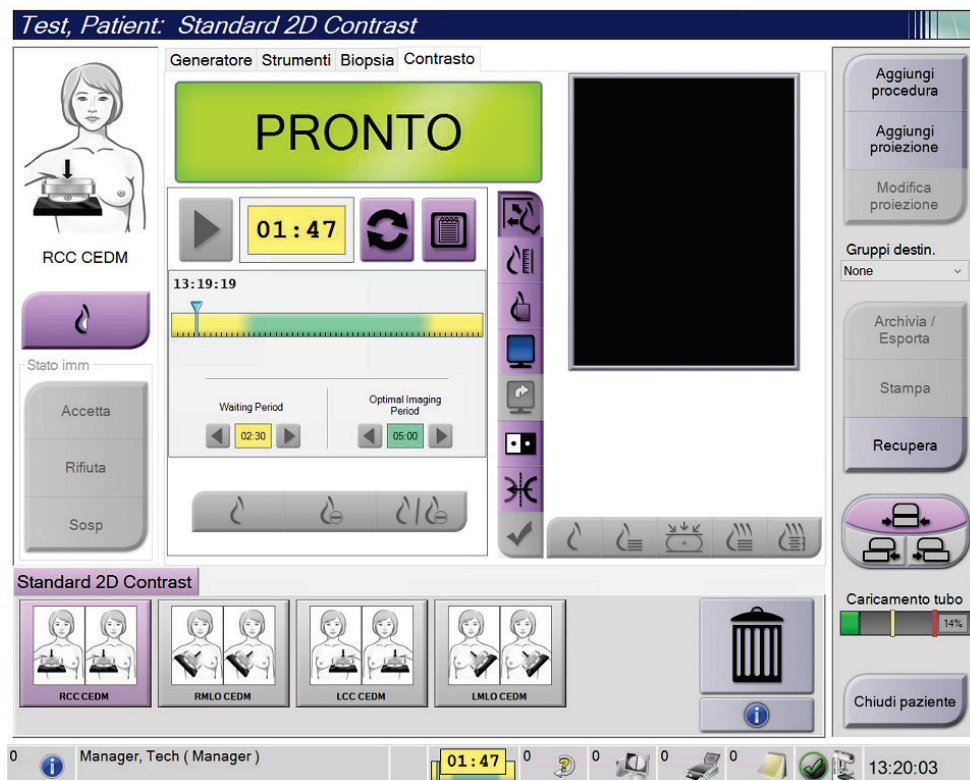 Test, Patient: Standard 2D Contrast
RCC CEDM
Stato imm
Accetta
Rifiuta
Sosp
Generatore Strumenti Biopsia Contrasto
PRONTO
01:47
13:19:19
Waiting Period
02:30
Optimal Imaging
Period
05:00
Aggiungi
procedura
Aggiungi
proiezione
Modifica
proiezione
Gruppi destin.
None
Archivia /
Esporta
Stampa
Recupera
Caricamento tubo
14%
Chiudi paziente
Standard 2D Contrast
RCC CEDM
RMLO CEDM
LCC CEDM
LMLO CEDM
0 Manager, Tech ( Manager ) 01:47 0 0 0 0 13:20:03